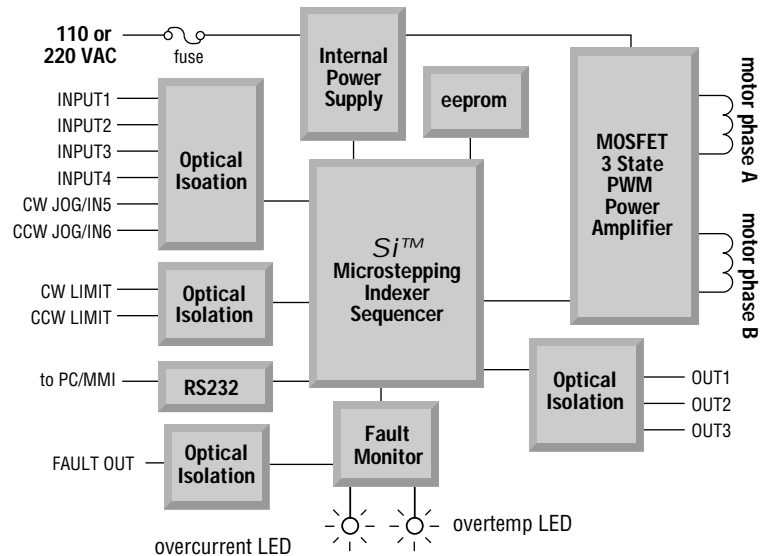 110 or
220 VAC
fuse
Internal
Power
Supply
eeprom
MOSFET
3 State
PWM
Power
Amplifier
motor phase A
motor phase B
INPUT1
INPUT2
INPUT3
INPUT4
CW JOG/IN5
CCW JOG/IN6
Optical
Isoation
Si™
Microstepping
Indexer
Sequencer
CW LIMIT
CCW LIMIT
Optical
Isolation
to PC/MMI
RS232
Optical
Isolation
OUT1
OUT2
OUT3
FAULT OUT
Optical
Isolation
Fault
Monitor
overcurrent LED
overtemp LED